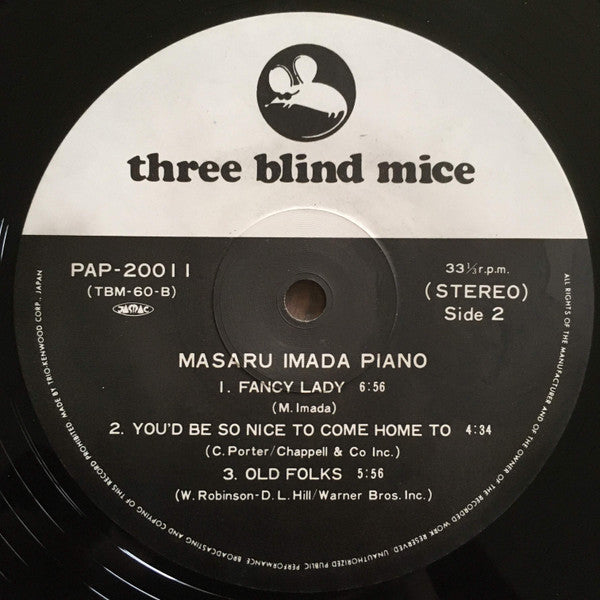 three blind mice
PAP-20011
(TBM-60-B)
JASRAC
33⅓ r.p.m.
(STEREO)
Side 2
MASARU IMADA PIANO
1. FANCY LADY 6:56
(M. Imada)
2. YOU'D BE SO NICE TO COME HOME TO 4:34
(C. Porter/Chappell & Co Inc.)
3. OLD FOLKS 5:56
(W. Robinson-D. L. Hill/Warner Bros. Inc.)
ALL RIGHTS OF THE MANUFACTURER AND OF THE OWNER OF THE RECORDED WORK RESERVED. UNAUTHORIZED PUBLIC PERFORMANCE BROADCASTING AND COPYING OF THIS RECORD PROHIBITED MADE BY TRIO-KENWOOD CORP., JAPAN